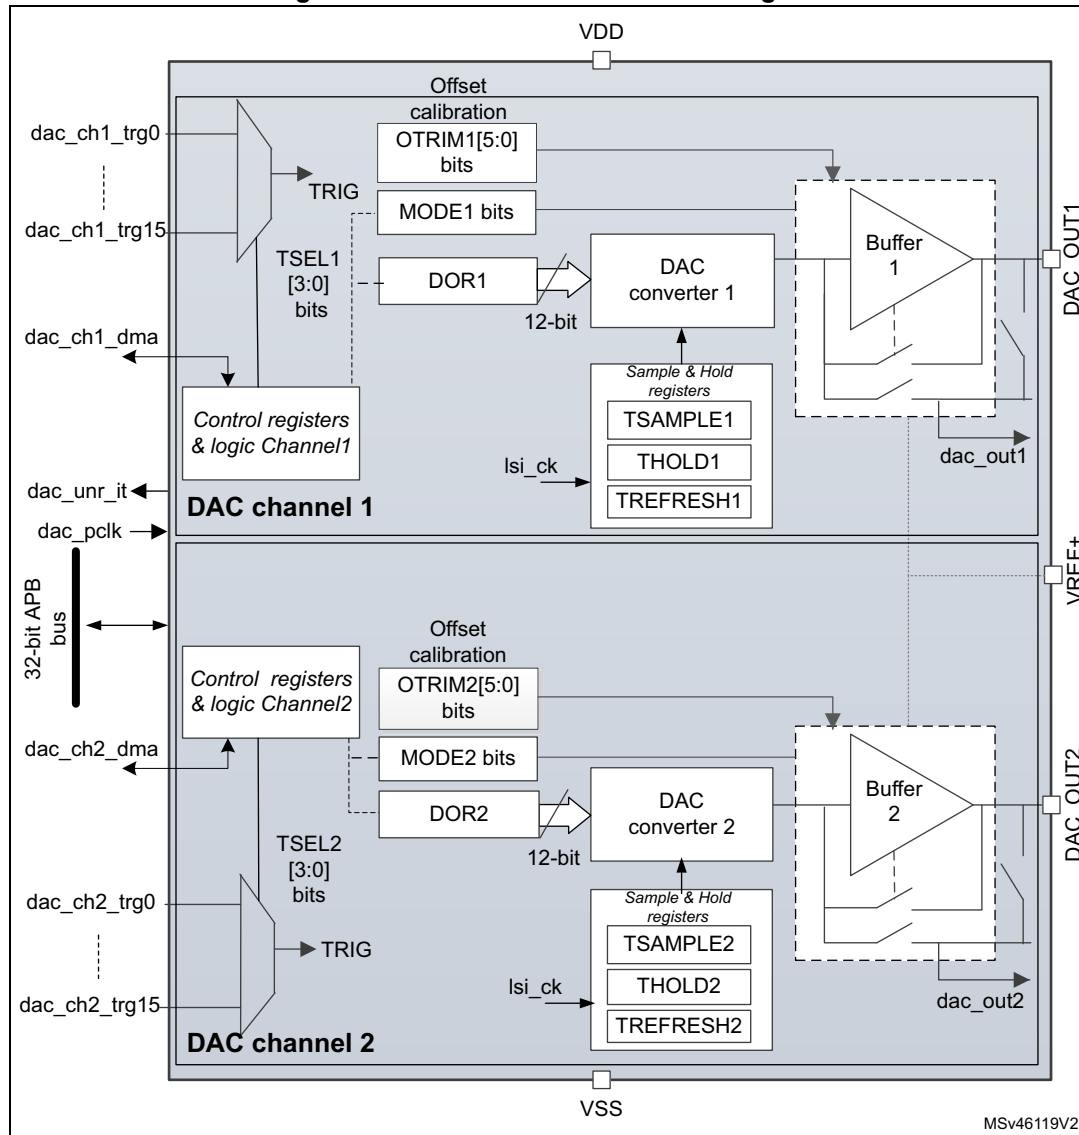 VDD
Offset
calibration
dac_ch1_trg0
OTRIM1[5:0]
bits
TRIG
MODE1 bits
dac_ch1_trg15
TSEL1
[3:0]
bits
DOR1
12-bit
DAC
converter 1
Buffer
1
DAC_OUT1
dac_ch1_dma
Control registers
& logic Channel1
Sample & Hold
registers
TSAMPLE1
THOLD1
TREFRESH1
lsi_ck
dac_out1
dac_unr_it
DAC channel 1
dac_pclk
32-bit APB
bus
VREF+
Offset
calibration
Control registers
& logic Channel2
OTRIM2[5:0]
bits
dac_ch2_dma
MODE2 bits
DOR2
12-bit
DAC
converter 2
Buffer
2
DAC_OUT2
TSEL2
[3:0]
bits
dac_ch2_trg0
TRIG
dac_ch2_trg15
Sample & Hold
registers
TSAMPLE2
THOLD2
TREFRESH2
lsi_ck
dac_out2
DAC channel 2
VSS
MSv46119V2